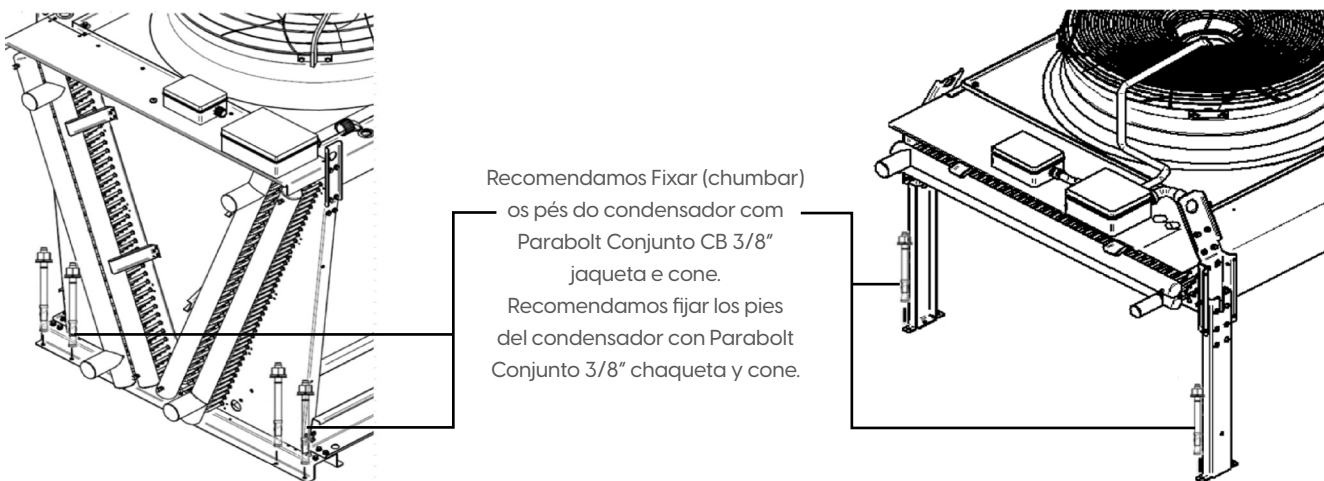 Recomendamos Fixar (chumbar)
os pés do condensador com
Parabolt Conjunto CB 3/8"
jaqueta e cone.
Recomendamos fijar los pies
del condensador con Parabolt
Conjunto 3/8" chaqueta y cone.